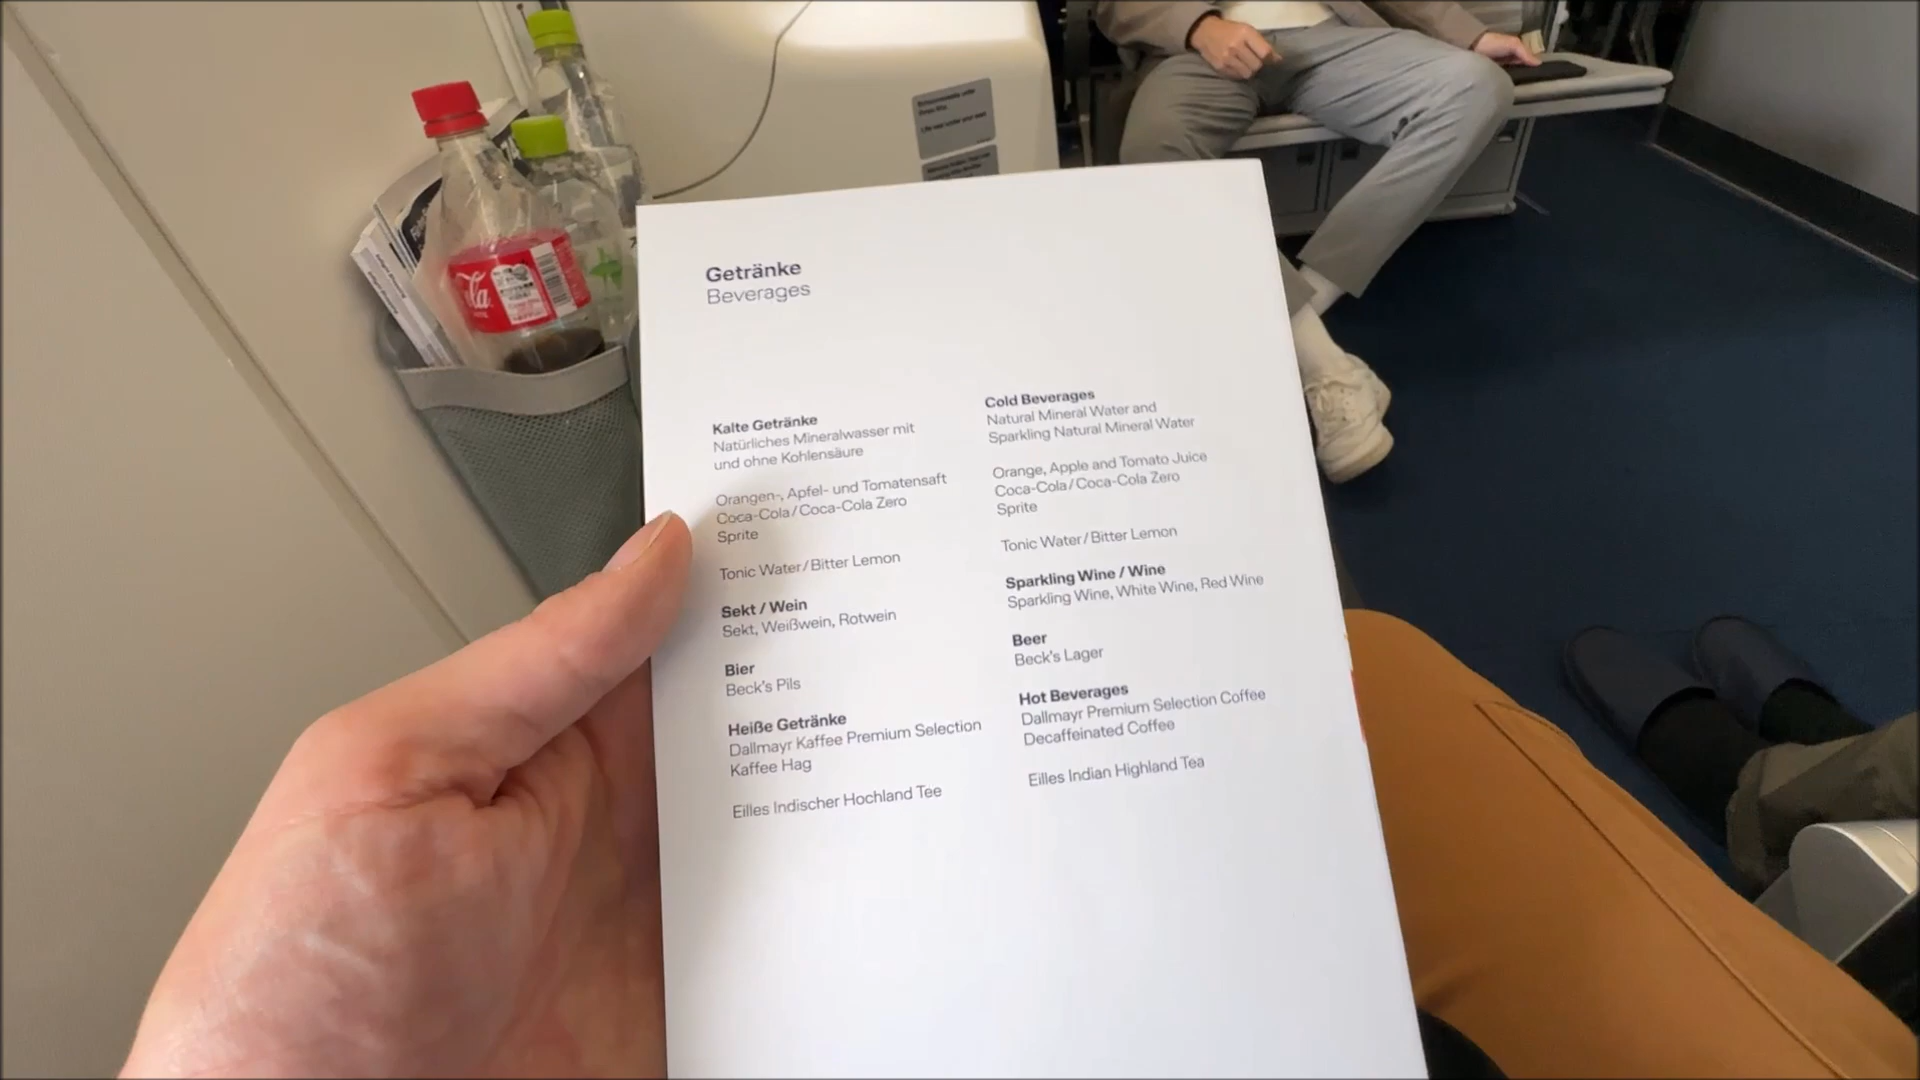 Getränke
Beverages
Kalte Getränke
Natürliches Mineralwasser mit
und ohne Kohlensäure
Orangen-, Apfel- und Tomatensaft
Coca-Cola/Coca-Cola Zero
Sprite
Tonic Water/Bitter Lemon
Sekt / Wein
Sekt, Weißwein, Rotwein
Bier
Beck's Pils
Heiße Getränke
Dallmayr Kaffee Premium Selection
Kaffee Hag
Eilles Indischer Hochland Tee
Cold Beverages
Natural Mineral Water and
Sparkling Natural Mineral Water
Orange, Apple and Tomato Juice
Coca-Cola/Coca-Cola Zero
Sprite
Tonic Water/Bitter Lemon
Sparkling Wine / Wine
Sparkling Wine, White Wine, Red Wine
Beer
Beck's Lager
Hot Beverages
Dallmayr Premium Selection Coffee
Decaffeinated Coffee
Eilles Indian Highland Tea